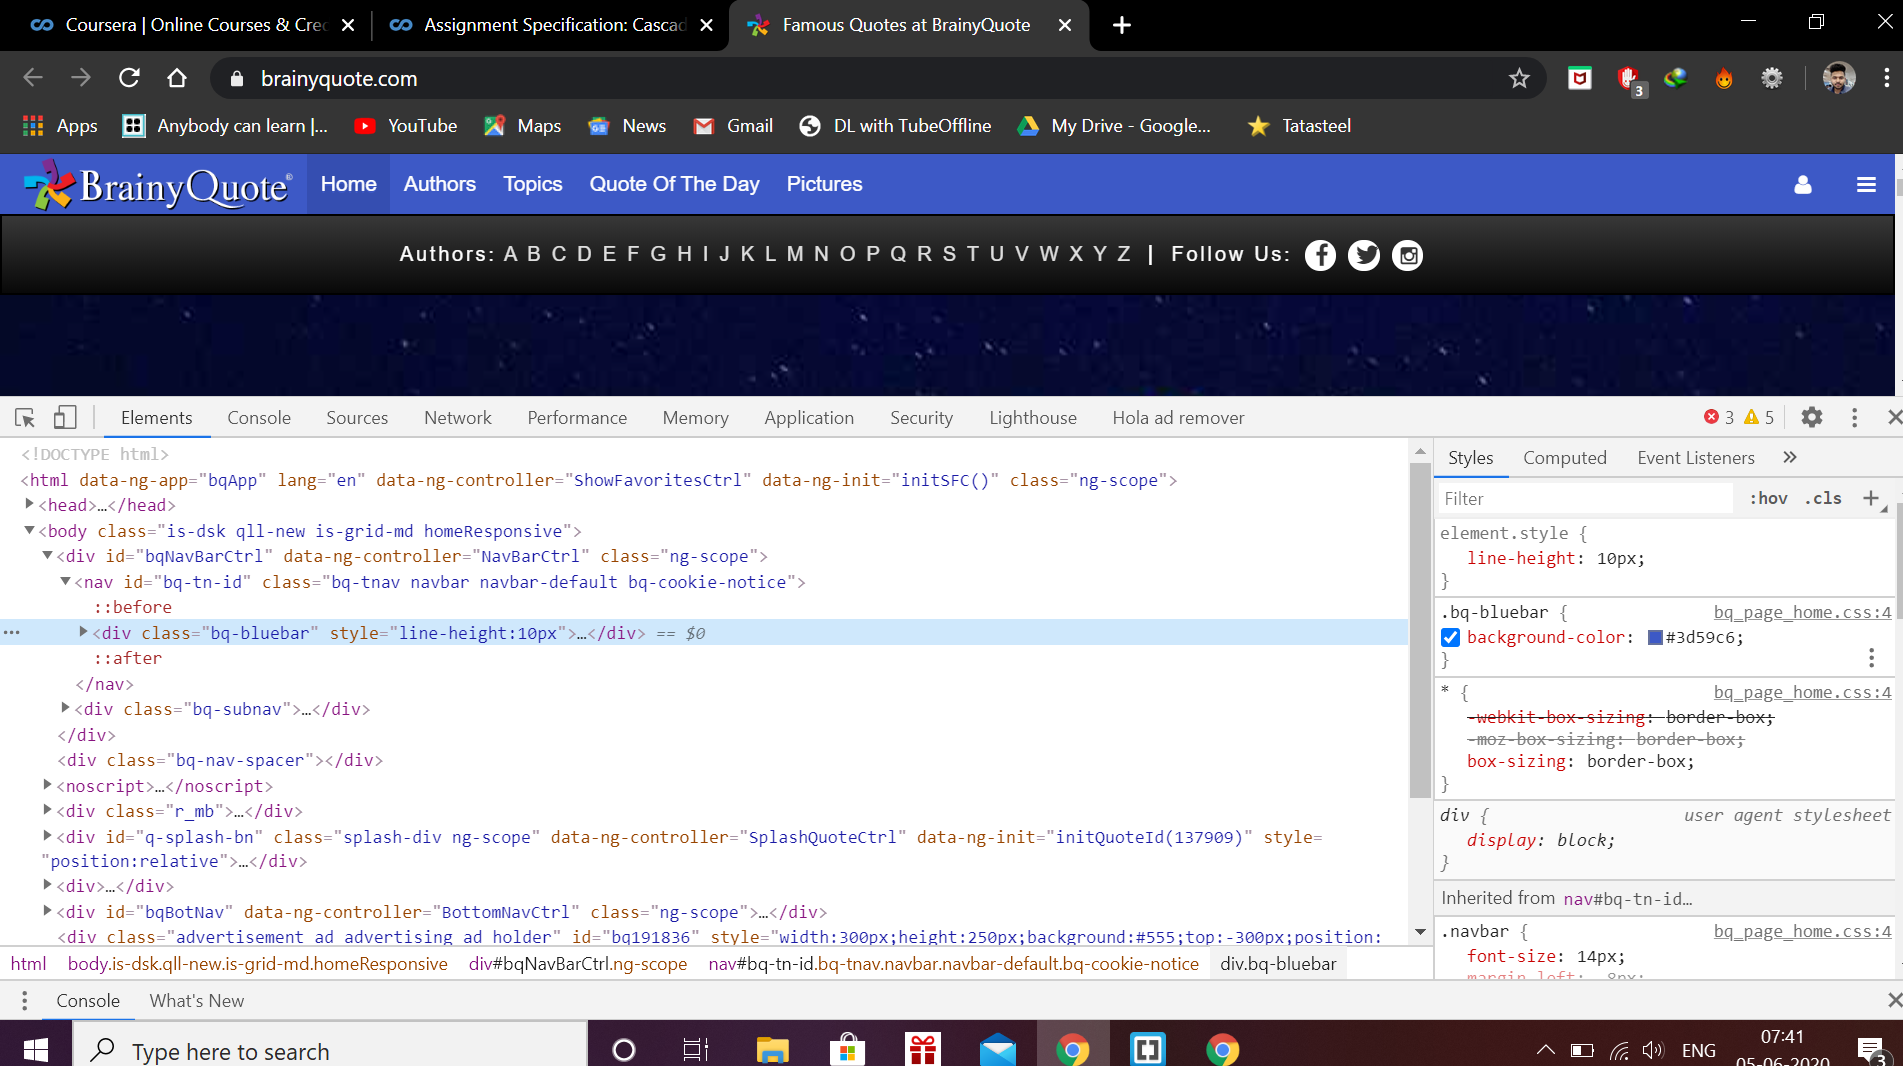 Coursera | Online Courses & Crec
Assignment Specification: Cascad
Famous Quotes at BrainyQuote
brainyquote.com
3
Apps
Anybody can learn |...
YouTube
Maps
News
Gmail
DL with TubeOffline
My Drive - Google...
Tatasteel
BrainyQuote
Home
Authors
Topics
Quote Of The Day
Pictures
Authors: A B C D E F G H I J K L M N O P Q R S T U V W X Y Z | Follow Us:
Elements
Console
Sources
Network
Performance
Memory
Application
Security
Lighthouse
Hola ad remover
3
5
<!DOCTYPE html>
<html data-ng-app="bqApp" lang="en" data-ng-controller="ShowFavoritesCtrl" data-ng-init="initSFC()" class="ng-scope">
<head>…</head>
<body class="is-dsk qll-new is-grid-md homeResponsive">
<div id="bqNavBarCtrl" data-ng-controller="NavBarCtrl" class="ng-scope">
<nav id="bq-tn-id" class="bq-tnav navbar navbar-default bq-cookie-notice">
::before
<div class="bq-bluebar" style="line-height:10px">…</div> == $0
::after
</nav>
<div class="bq-subnav">…</div>
</div>
<div class="bq-nav-spacer"></div>
<noscript>…</noscript>
<div class="r_mb">…</div>
<div id="q-splash-bn" class="splash-div ng-scope" data-ng-controller="SplashQuoteCtrl" data-ng-init="initQuoteId(137909)" style=
"position:relative">…</div>
<div>…</div>
<div id="bqBotNav" data-ng-controller="BottomNavCtrl" class="ng-scope">…</div>
<div class="advertisement ad advertising ad holder" id="bq191836" style="width:300px;height:250px;background:#555;top:-300px;position:
html
body.is-dsk.qll-new.is-grid-md.homeResponsive
div#bqNavBarCtrl.ng-scope
nav#bq-tn-id.bq-tnav.navbar.navbar-default.bq-cookie-notice
div.bq-bluebar
Styles
Computed
Event Listeners
Filter
:hov
.cls
element.style {
line-height: 10px;
}
.bq-bluebar {
bq_page_home.css:4
background-color: #3d59c6;
}
* {
bq_page_home.css:4
-webkit-box-sizing: border-box;
-moz-box-sizing: border-box;
box-sizing: border-box;
}
div {
user agent stylesheet
display: block;
}
Inherited from nav#bq-tn-id…
.navbar {
bq_page_home.css:4
font-size: 14px;
margin-left: -8px;
Console
What's New
Type here to search
ENG
07:41
05-06-2020
3